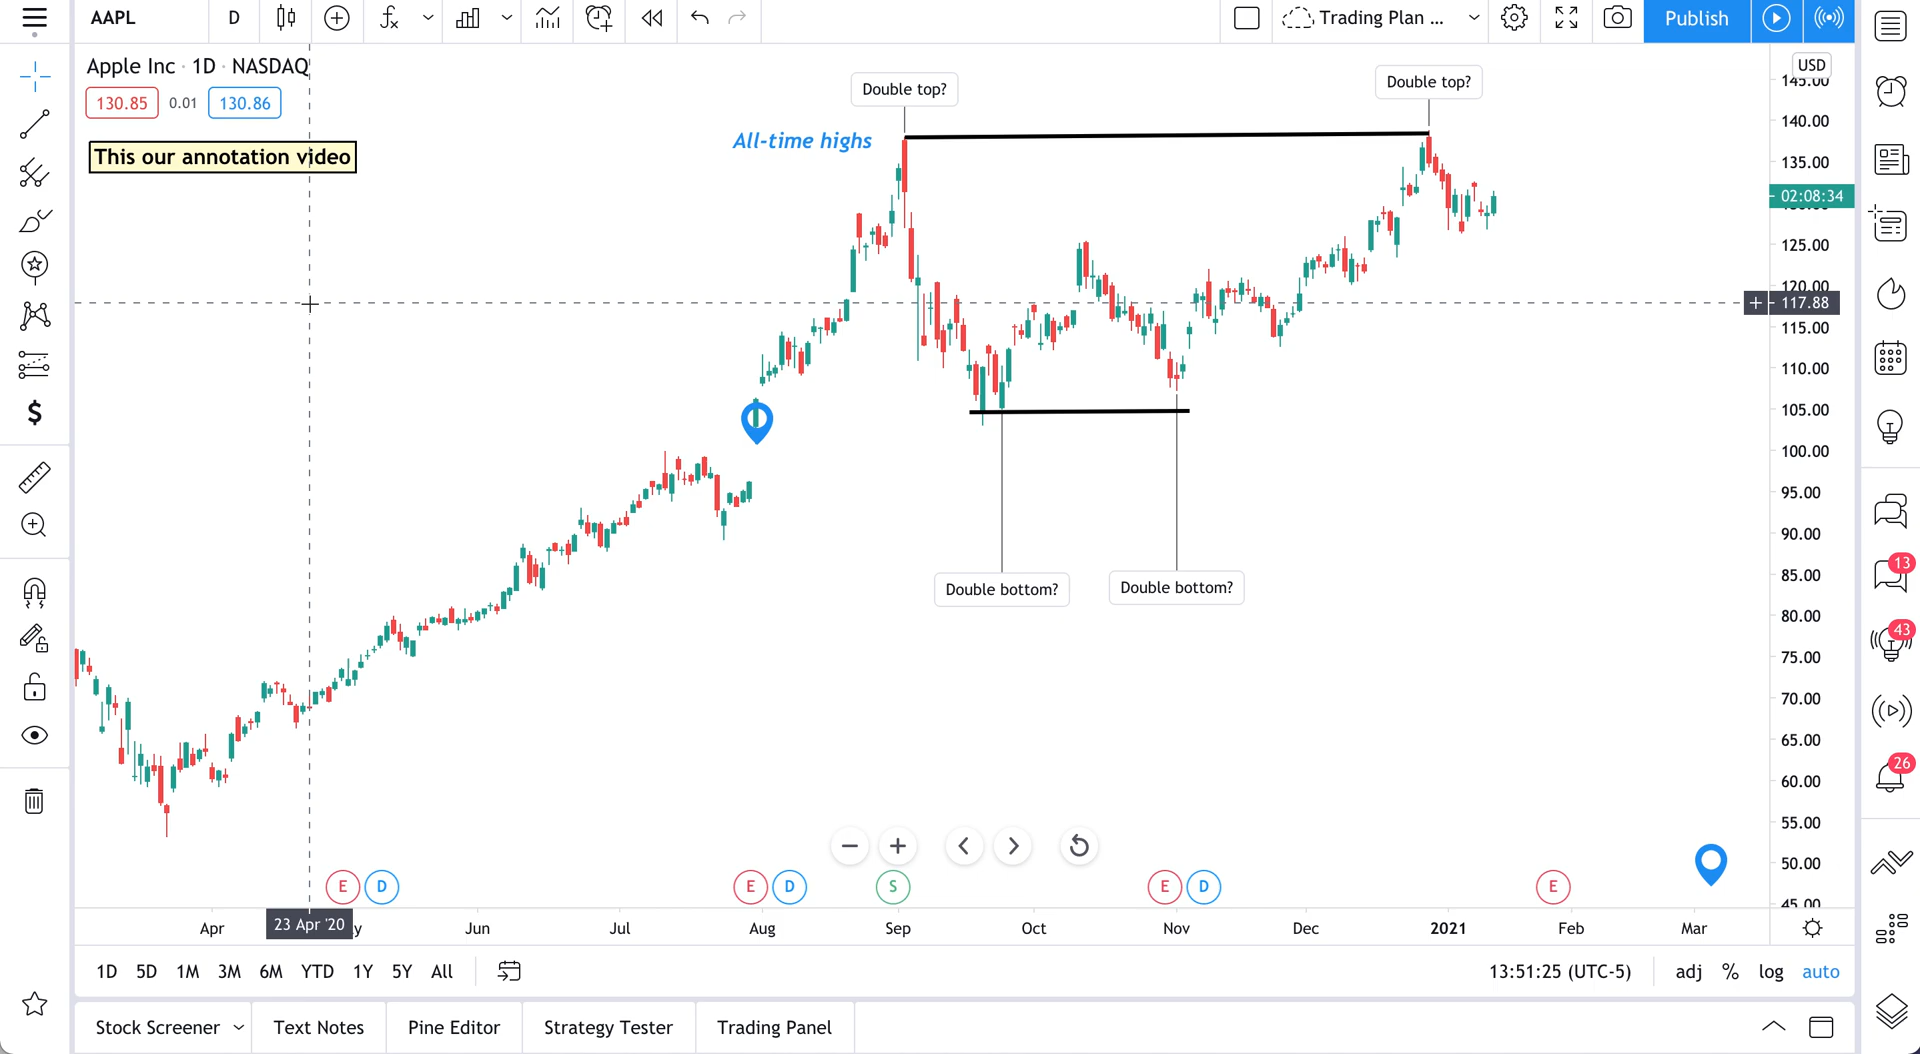 AAPL
D
Trading Plan ...
Publish
Apple Inc · 1D · NASDAQ
130.85
0.01
130.86
This our annotation video
All-time highs
Double top?
Double top?
Double bottom?
Double bottom?
USD
145.00
140.00
135.00
02:08:34
125.00
120.00
117.88
115.00
110.00
105.00
100.00
95.00
90.00
85.00
80.00
75.00
70.00
65.00
60.00
55.00
50.00
45.00
13
43
26
E D E D S E D E
Apr 23 Apr '20 Jun Jul Aug Sep Oct Nov Dec 2021 Feb Mar
1D 5D 1M 3M 6M YTD 1Y 5Y All
13:51:25 (UTC-5) adj % log auto
Stock Screener Text Notes Pine Editor Strategy Tester Trading Panel